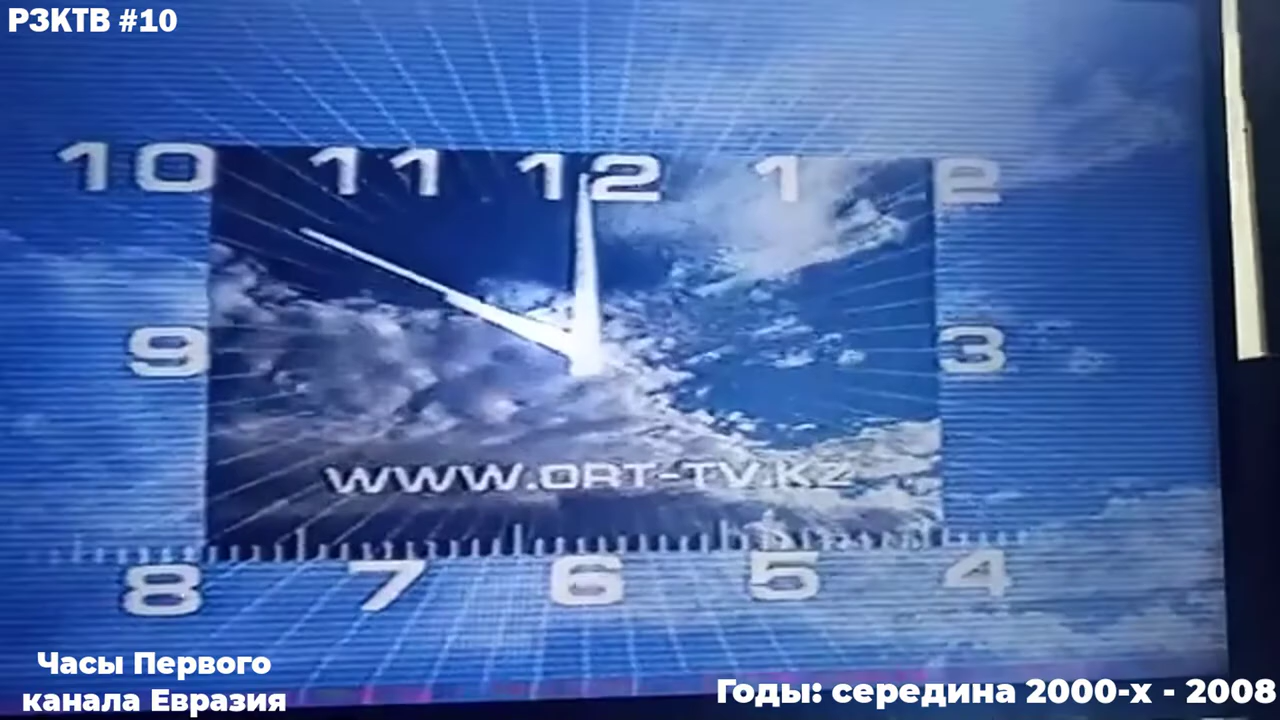 РЗКТВ #10
10 11 12 1 2
9 3
WWW.ORT-TV.KZ
8 7 6 5 4
Часы Первого
канала Евразия
Годы: середина 2000-х - 2008